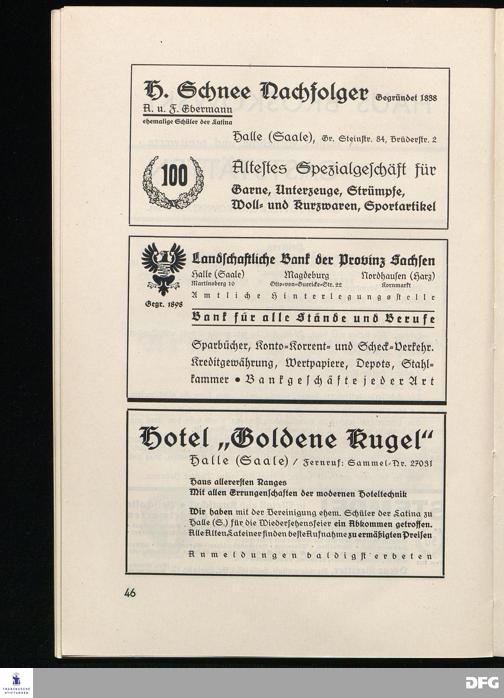 H. Schnee Nachfolger Gegründet 1838
A. u. F. Ebermann
ehemalige Schüler der Latina
Halle (Saale), Gr. Steinstr. 84, Brüderstr. 2
100
Ältestes Spezialgeschäft für
Garne, Unterzeuge, Strümpfe,
Woll- und Kurzwaren, Sportartikel
Landschaftliche Bank der Provinz Sachsen
Halle (Saale) Magdeburg Nordhausen (Harz)
Martinsberg 10 Otto-von-Guericke-Str. 22 Kornmarkt
Gegr. 1898
Amtliche Hinterlegungsstelle
Bank für alle Stände und Berufe
Sparbücher, Konto-Korrent- und Scheck-Verkehr.
Kreditgewährung, Wertpapiere, Depots, Stahl-
kammer • Bankgeschäfte jeder Art
Hotel „Goldene Kugel“
Halle (Saale) / Fernruf: Sammel-Nr. 27031
Haus allerersten Ranges
Mit allen Errungenschaften der modernen Hoteltechnik
Wir haben mit der Vereinigung ehem. Schüler der Latina zu
Halle (S.) für die Wiedersehensfeier ein Abkommen getroffen.
Alle Alten Lateiner finden beste Aufnahme zu ermäßigten Preisen
Anmeldungen baldigst erbeten
46
FRANCKESCHE
STIFTUNGEN
DFG